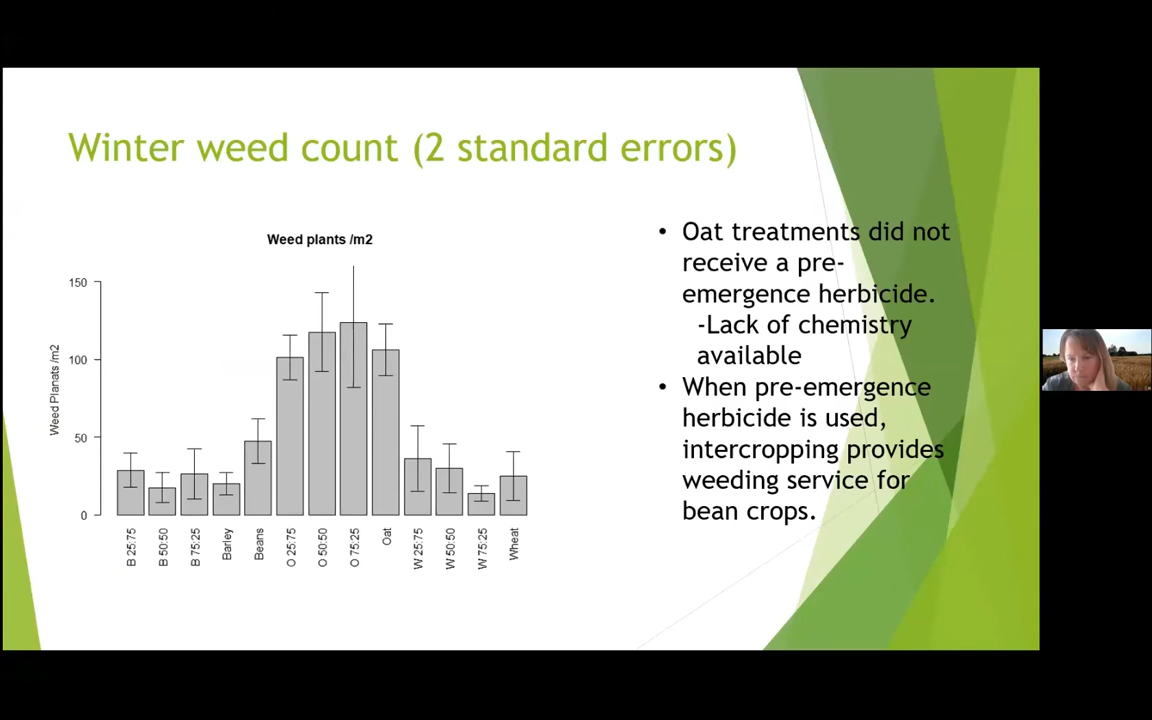 Winter weed count (2 standard errors)
Weed plants /m2
Weed Planats /m2
150
100
50
0
B 25:75
B 50:50
B 75:25
Barley
Beans
O 25:75
O 50:50
O 75:25
Oat
W 25:75
W 50:50
W 75:25
Wheat
• Oat treatments did not
receive a pre-
emergence herbicide.
-Lack of chemistry
available
• When pre-emergence
herbicide is used,
intercropping provides
weeding service for
bean crops.